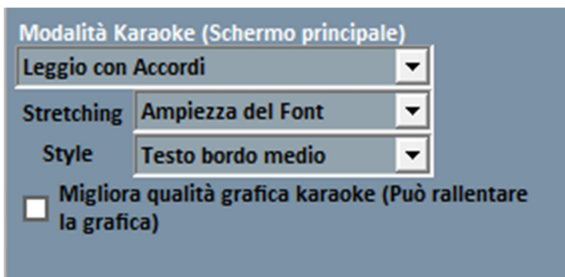 Modalità Karaoke (Schermo principale)
Leggio con Accordi
Stretching Ampiezza del Font
Style Testo bordo medio
Migliora qualità grafica karaoke (Può rallentare
la grafica)